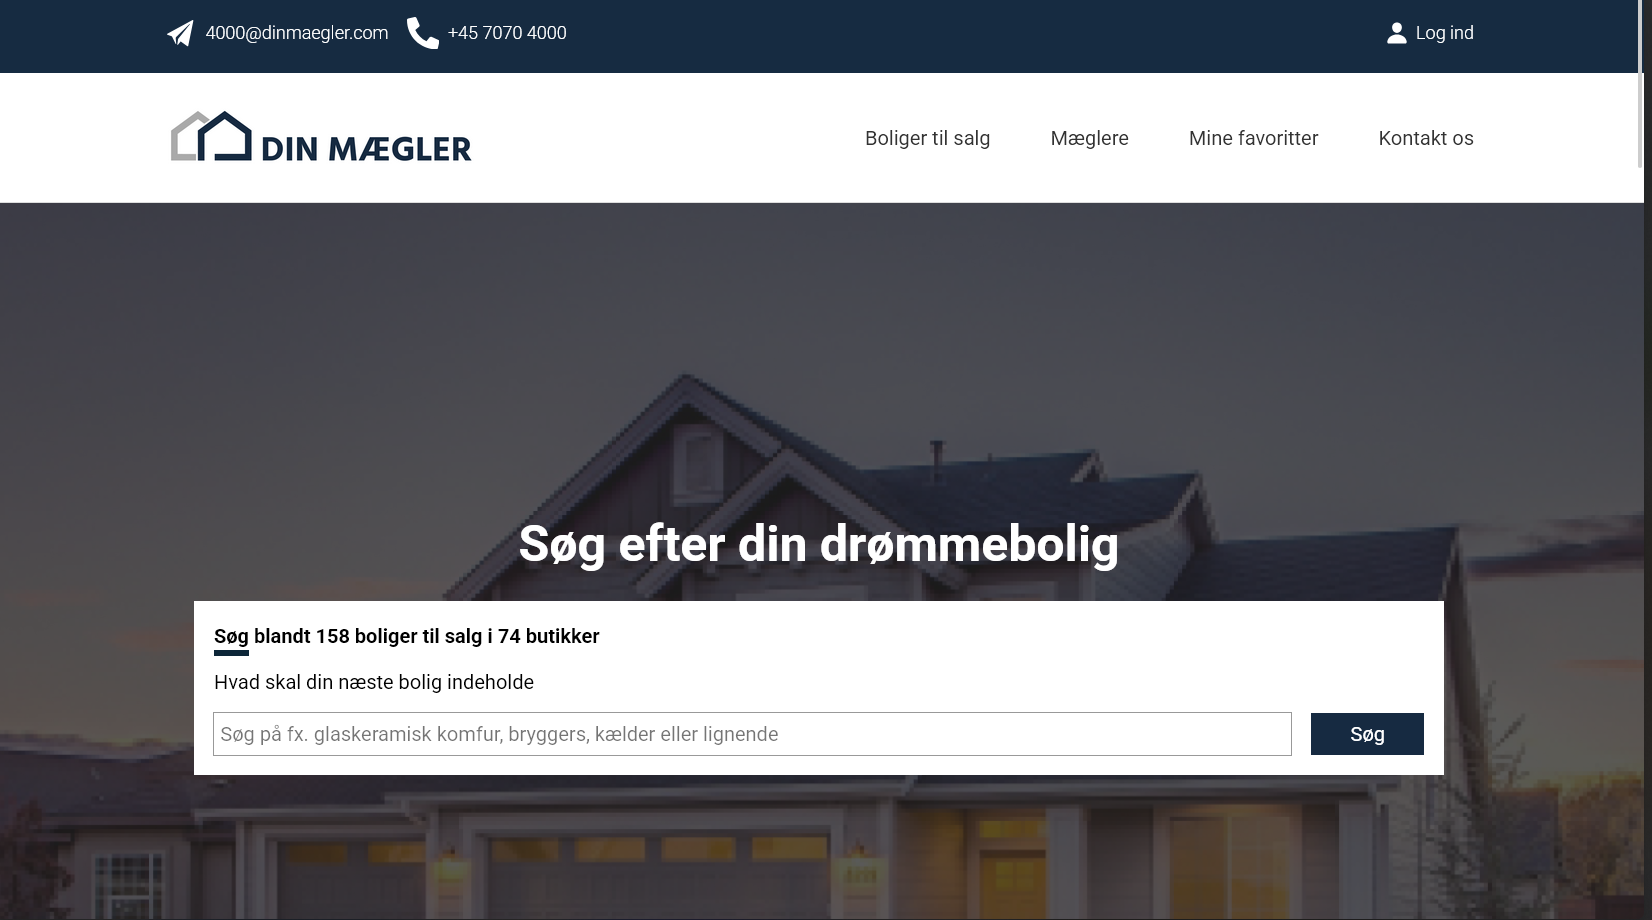 4000@dinmaegler.com +45 7070 4000 Log ind
DIN MÆGLER
Boliger til salg Mæglere Mine favoritter Kontakt os
Søg efter din drømmebolig
Søg blandt 158 boliger til salg i 74 butikker
Hvad skal din næste bolig indeholde
Søg på fx. glaskeramisk komfur, bryggers, kælder eller lignende Søg